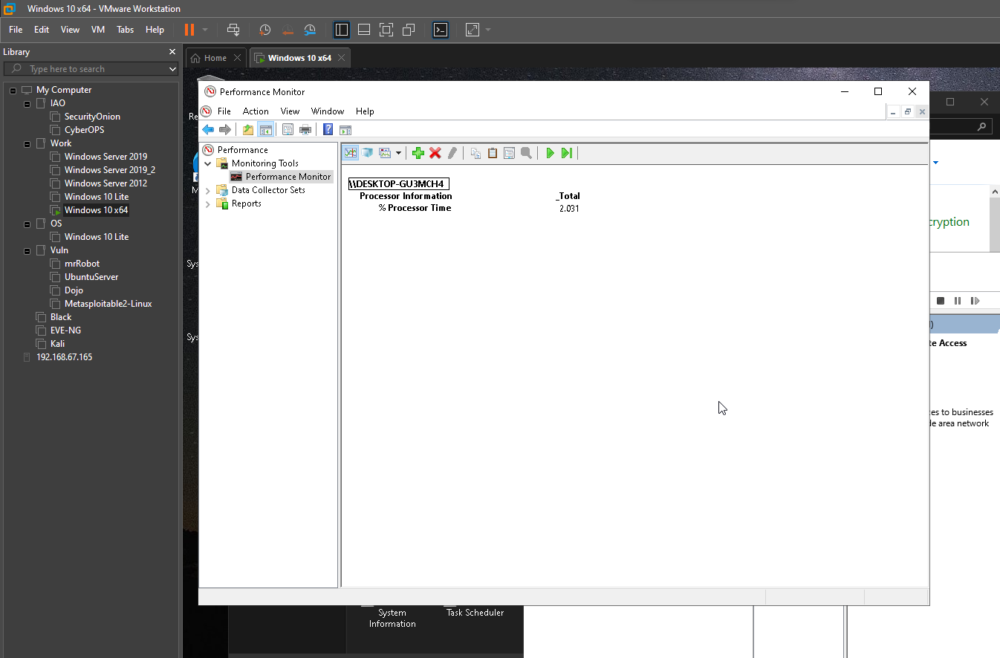 Windows 10 x64 - VMware Workstation
File Edit View VM Tabs Help
Library
Type here to search
My Computer
IAO
SecurityOnion
CyberOPS
Work
Windows Server 2019
Windows Server 2019_2
Windows Server 2012
Windows 10 Lite
Windows 10 x64
OS
Windows 10 Lite
Vuln
mrRobot
UbuntuServer
Dojo
Metasploitable2-Linux
Black
EVE-NG
Kali
192.168.67.165
Home
Windows 10 x64
Re
M
Sys
Sys
Performance Monitor
File Action View Window Help
Performance
Monitoring Tools
Performance Monitor
Data Collector Sets
Reports
\\DESKTOP-GU3MCH4
Processor Information _Total
% Processor Time 2.031
cryption
te Access
es to businesses
de area network
System
Information
Task Scheduler